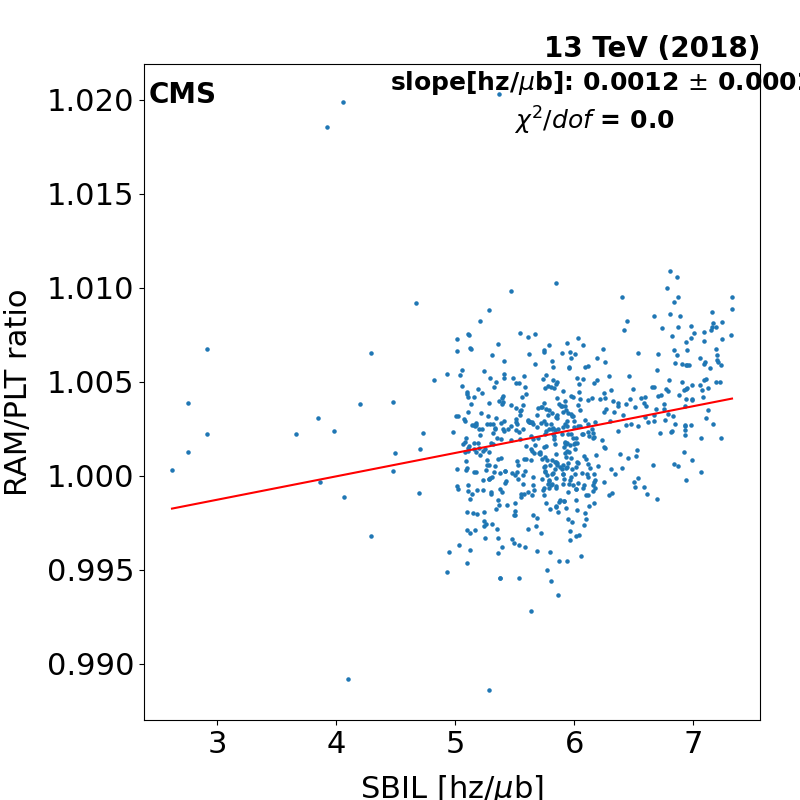 13 TeV (2018)
CMS
slope[hz/μb]: 0.0012 ± 0.000
χ²/dof = 0.0
1.020
1.015
1.010
1.005
1.000
0.995
0.990
RAM/PLT ratio
3 4 5 6 7
SBIL [hz/μb]